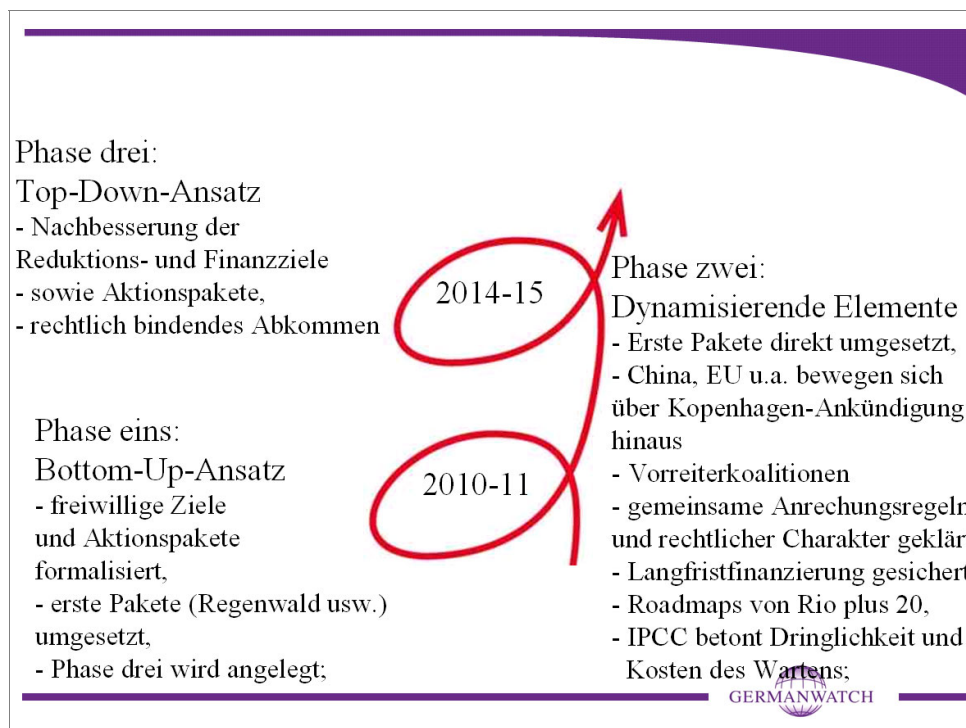 Phase drei:
Top-Down-Ansatz
- Nachbesserung der
Reduktions- und Finanzziele
- sowie Aktionspakete,
- rechtlich bindendes Abkommen
2014-15
Phase eins:
Bottom-Up-Ansatz
- freiwillige Ziele
und Aktionspakete
formalisiert,
- erste Pakete (Regenwald usw.)
umgesetzt,
- Phase drei wird angelegt;
2010-11
Phase zwei:
Dynamisierende Elemente
- Erste Pakete direkt umgesetzt,
- China, EU u.a. bewegen sich
über Kopenhagen-Ankündigung
hinaus
- Vorreiterkoalitionen
- gemeinsame Anrechungsregeln
und rechtlicher Charakter geklärt
- Langfristfinanzierung gesichert
- Roadmaps von Rio plus 20,
- IPCC betont Dringlichkeit und
Kosten des Wartens;
GERMANWATCH